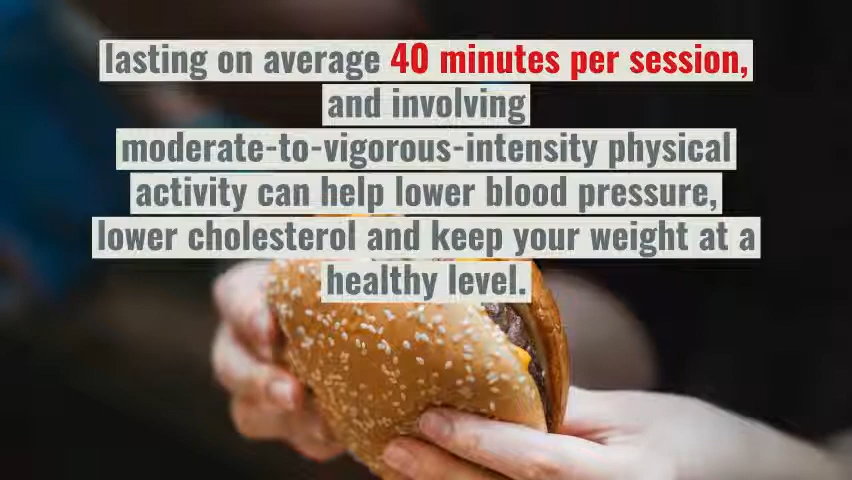 lasting on average 40 minutes per session,
and involving
moderate-to-vigorous-intensity physical
activity can help lower blood pressure,
lower cholesterol and keep your weight at a
healthy level.